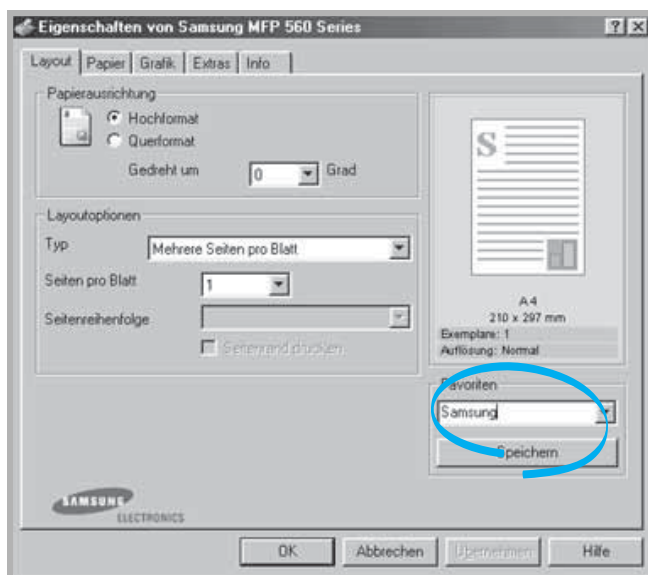 Eigenschaften von Samsung MFP 560 Series
Layout Papier Grafik Extras Info
Papierausrichtung
Hochformat
Querformat
Gedreht um 0 Grad
Layoutoptionen
Typ Mehrere Seiten pro Blatt
Seiten pro Blatt 1
Seitenreihenfolge
Seitenrand drucken
S
A4
210 x 297 mm
Exemplare: 1
Auflösung: Normal
Favoriten
Samsung
Speichern
SAMSUNG
ELECTRONICS
OK Abbrechen Übernehmen Hilfe